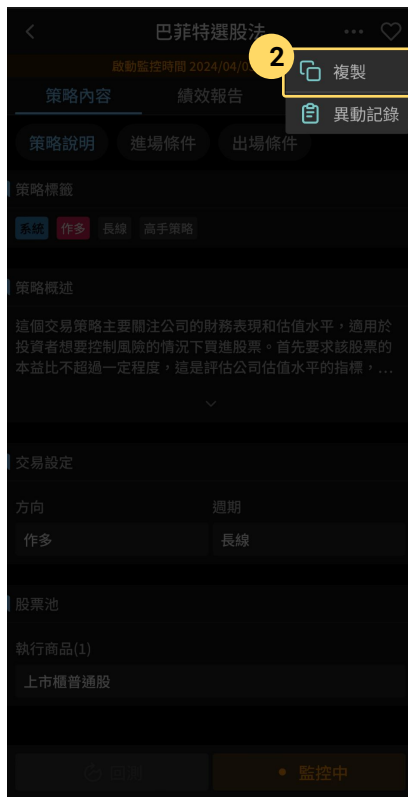 巴菲特選股法
啟動監控時間 2024/04/0
2
複製
異動記錄
策略內容 績效報告
策略說明 進場條件 出場條件
策略標籤
系統 作多 長線 高手策略
策略概述
這個交易策略主要關注公司的財務表現和估值水平，適用於
投資者想要控制風險的情況下買進股票。首先要求該股票的
本益比不超過一定程度，這是評估公司估值水平的指標，...
交易設定
方向 週期
作多 長線
股票池
執行商品(1)
上市櫃普通股
回測 監控中